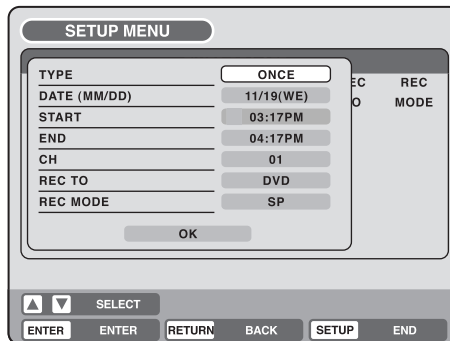 SETUP MENU
TYPE ONCE
EC REC
DATE (MM/DD) 11/19(WE)
O MODE
START 03:17PM
END 04:17PM
CH 01
REC TO DVD
REC MODE SP
OK
▲ ▼ SELECT
ENTER ENTER RETURN BACK SETUP END